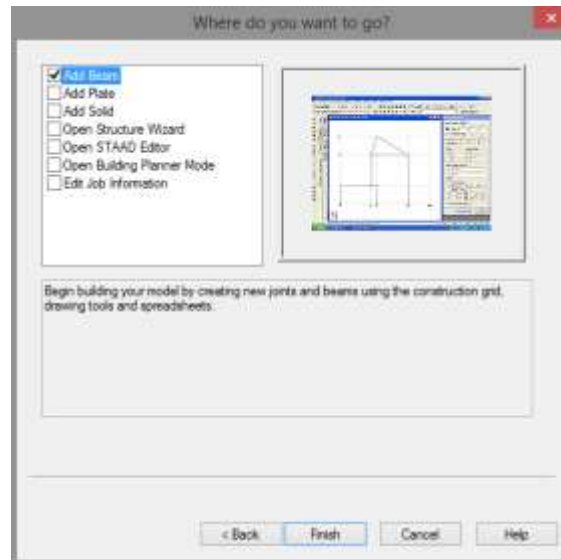 Where do you want to go?
Add Beam
Add Plate
Add Solid
Open Structure Wizard
Open STAAD Editor
Open Building Planner Mode
Edit Job Information
Begin building your model by creating new joints and beams using the construction grid,
drawing tools and spreadsheets.
< Back
Finish
Cancel
Help